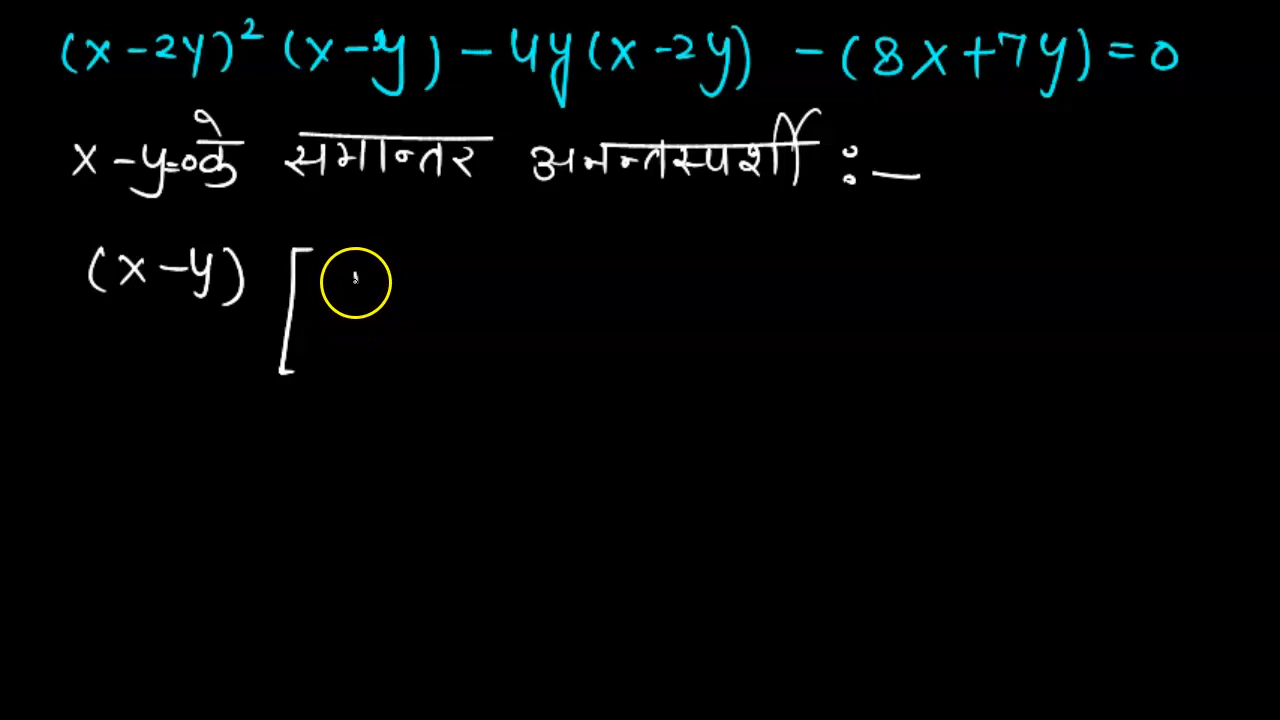 (x-2y)² (x-y) - 4y(x-2y) - (8x+7y)=0
x-y=0 के समान्तर अनन्तस्पर्शी :-
(x-y) [